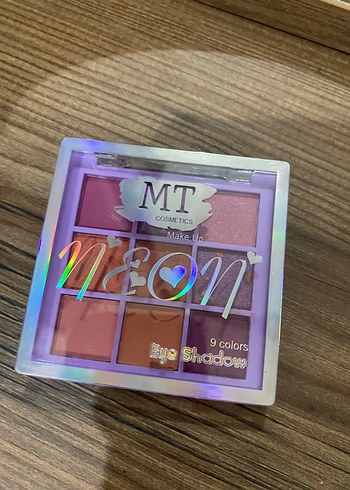 MT
COSMETICS
Make Up
NEON
9 colors
Eye Shadow